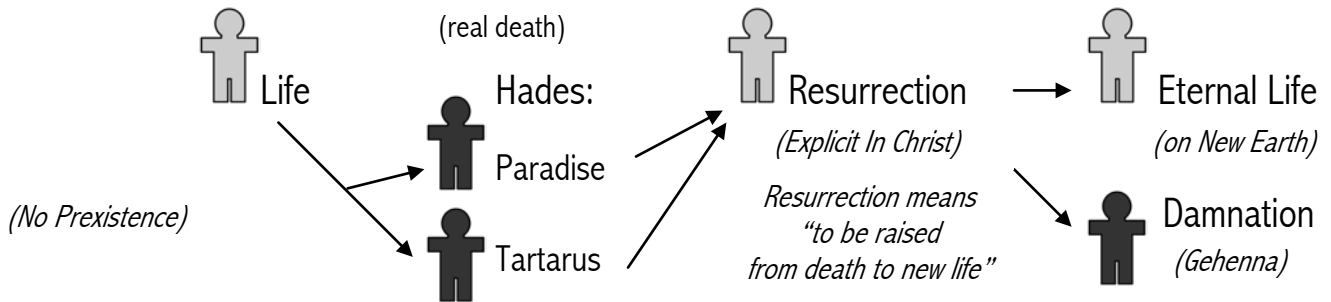 (No Prexistence)
Life
(real death)
Hades:
Paradise
Tartarus
Resurrection
(Explicit In Christ)
Resurrection means
“to be raised
from death to new life”
Eternal Life
(on New Earth)
Damnation
(Gehenna)